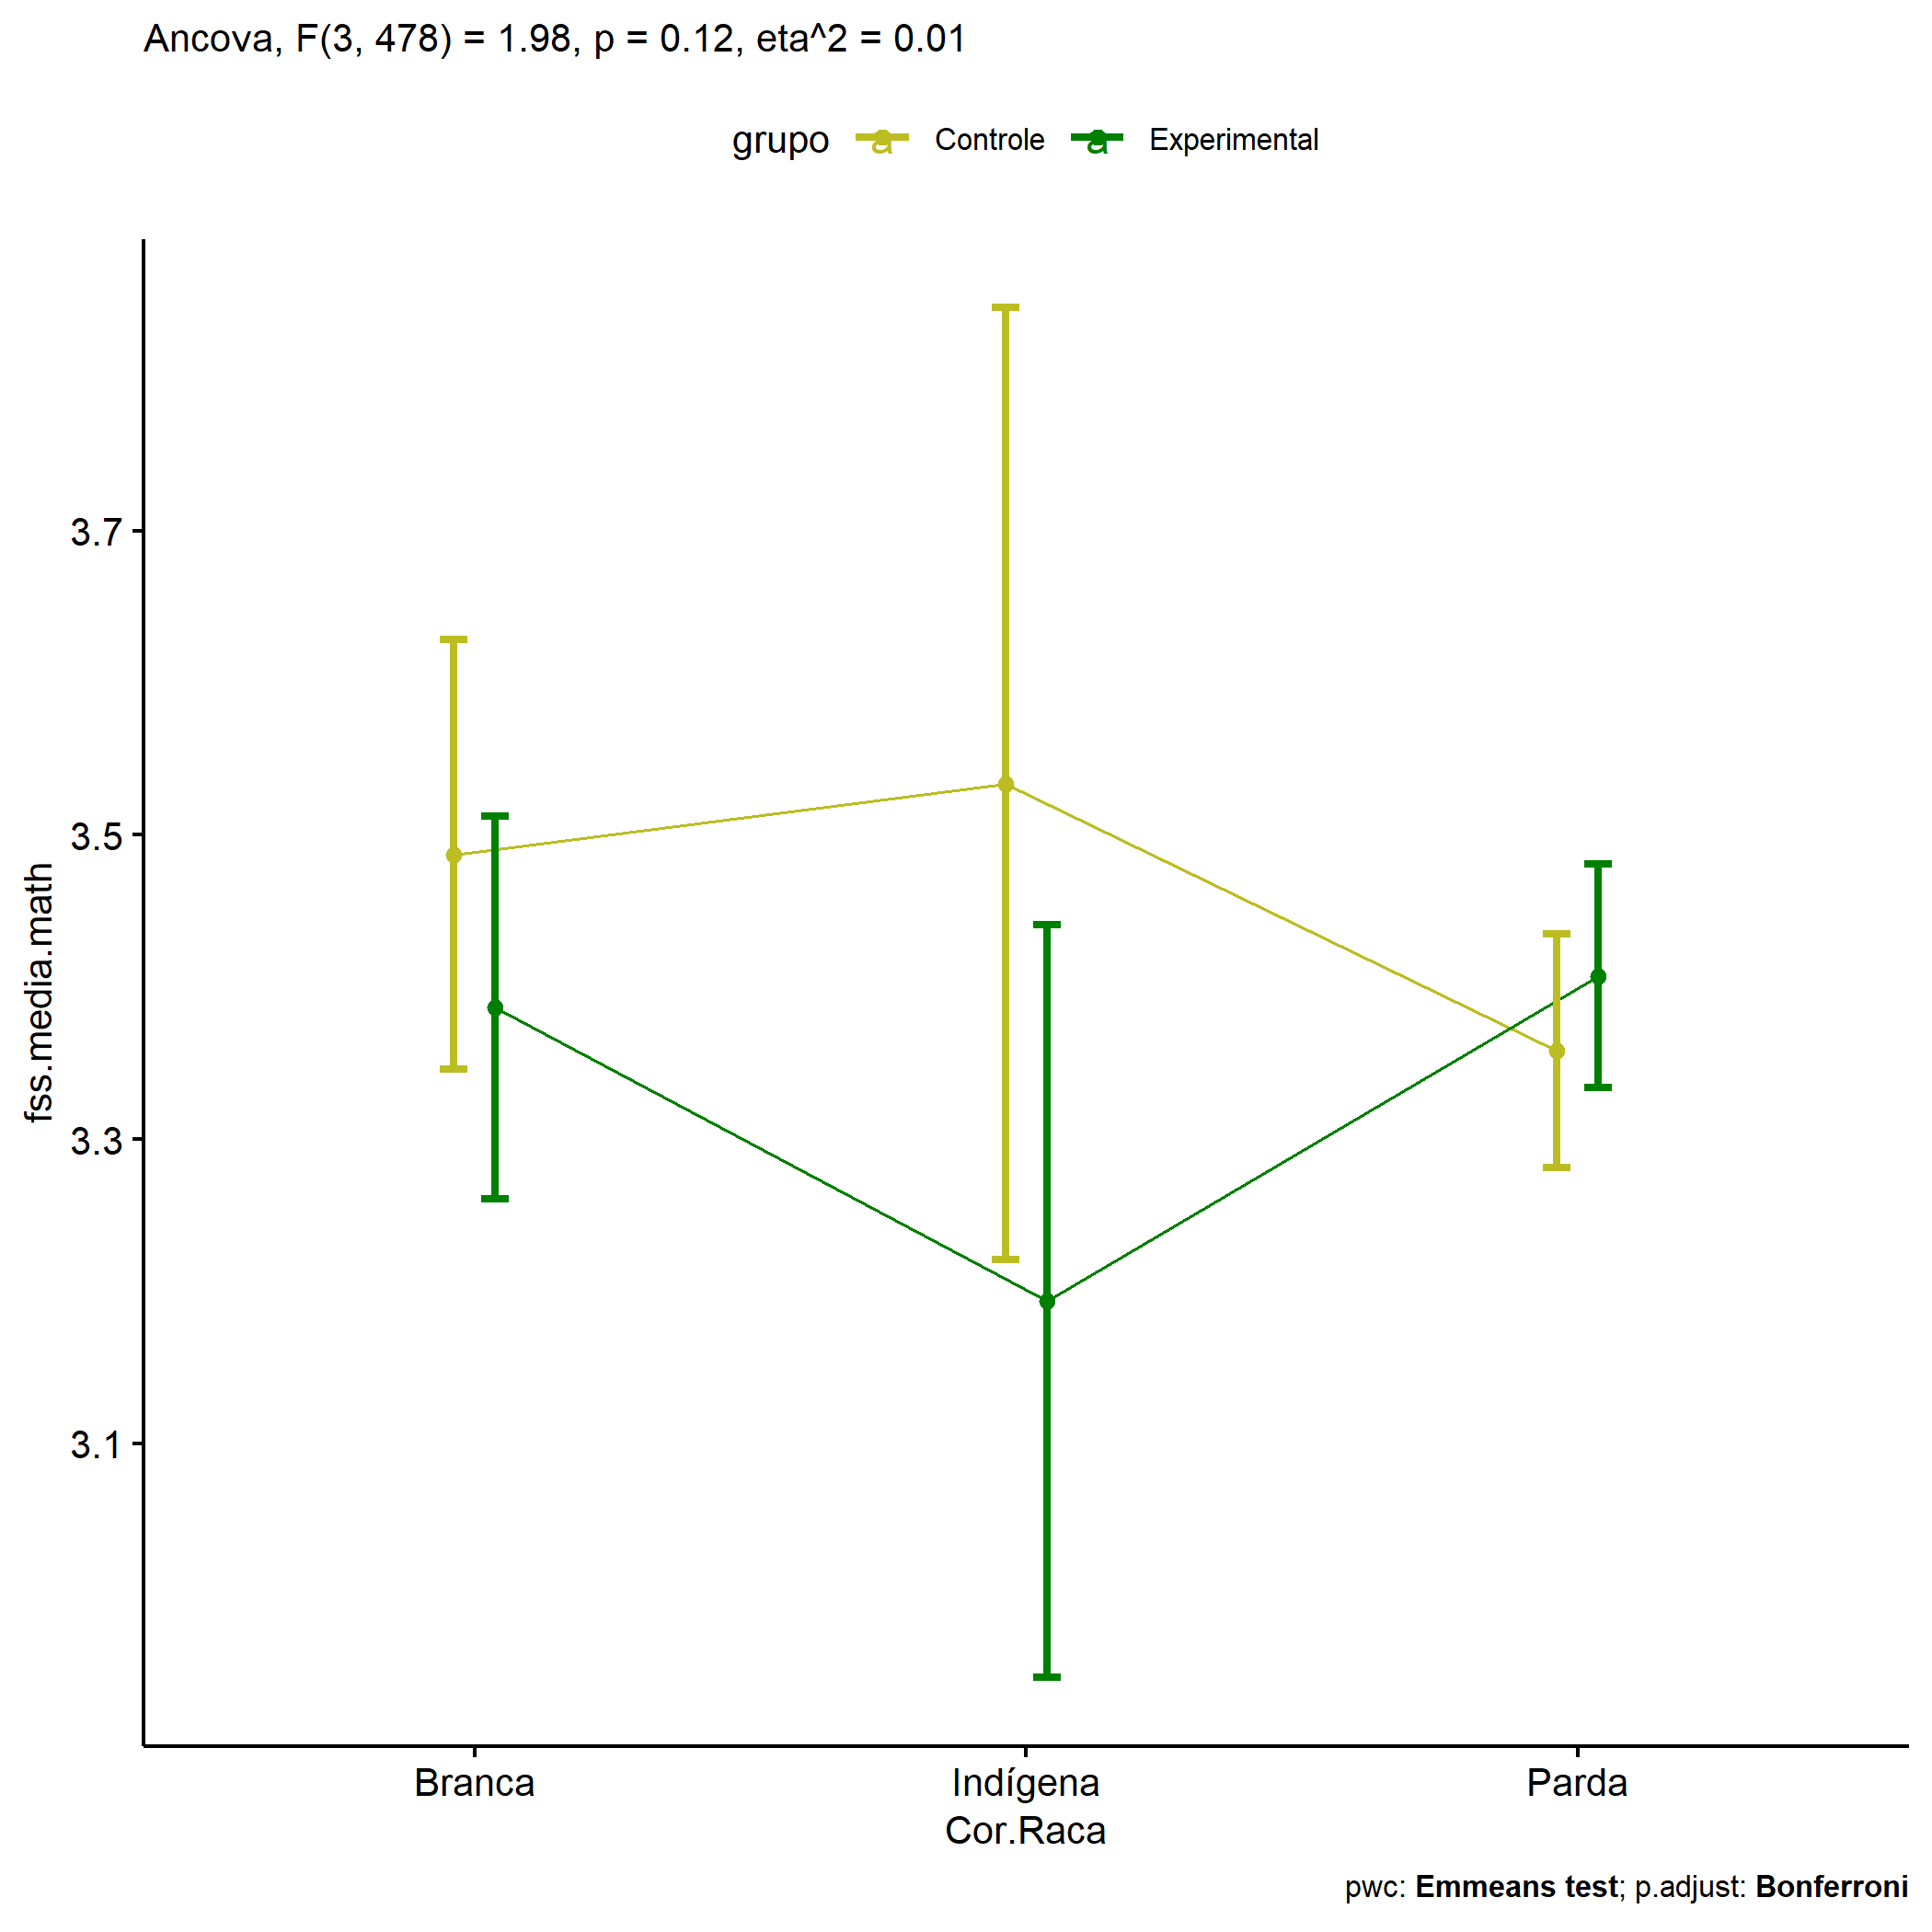 Ancova, F(3, 478) = 1.98, p = 0.12, eta^2 = 0.01
grupo a Controle a Experimental
3.7
3.5
3.3
3.1
fss.media.math
Branca Indígena Parda
Cor.Raca
pwc: Emmeans test; p.adjust: Bonferroni